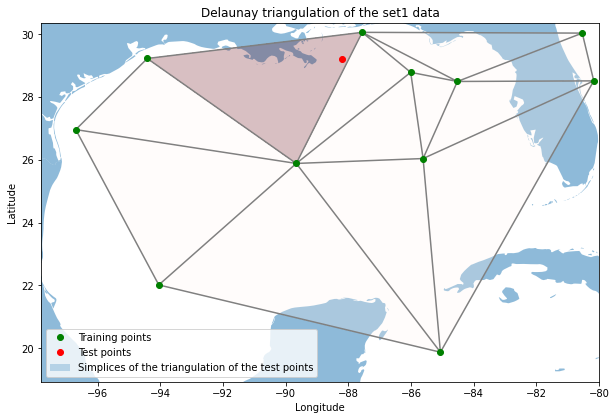 Delaunay triangulation of the set1 data
Latitude
30
28
26
24
22
20
Training points
Test points
Simplices of the triangulation of the test points
−96 −94 −92 −90 −88 −86 −84 −82 −80
Longitude